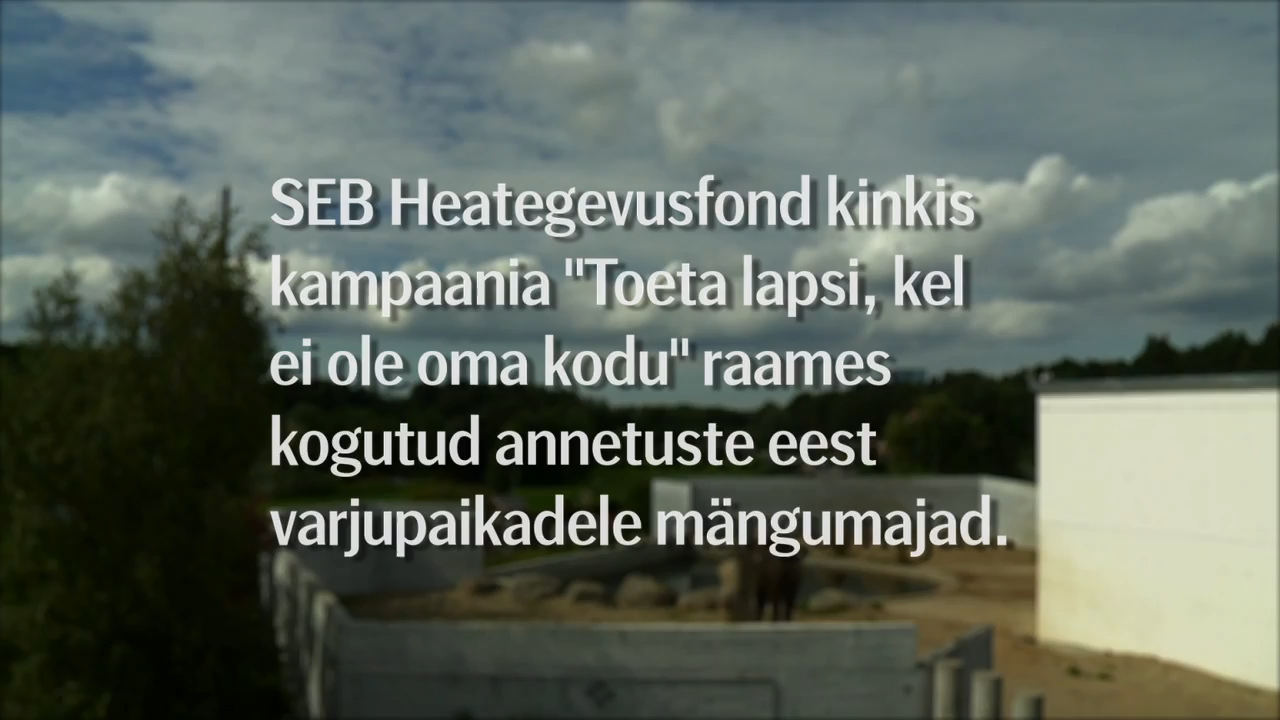 SEB Heategevusfond kinkis
kampaania "Toeta lapsi, kel
ei ole oma kodu" raames
kogutud annetuste eest
varjupaikadele mängumajad.